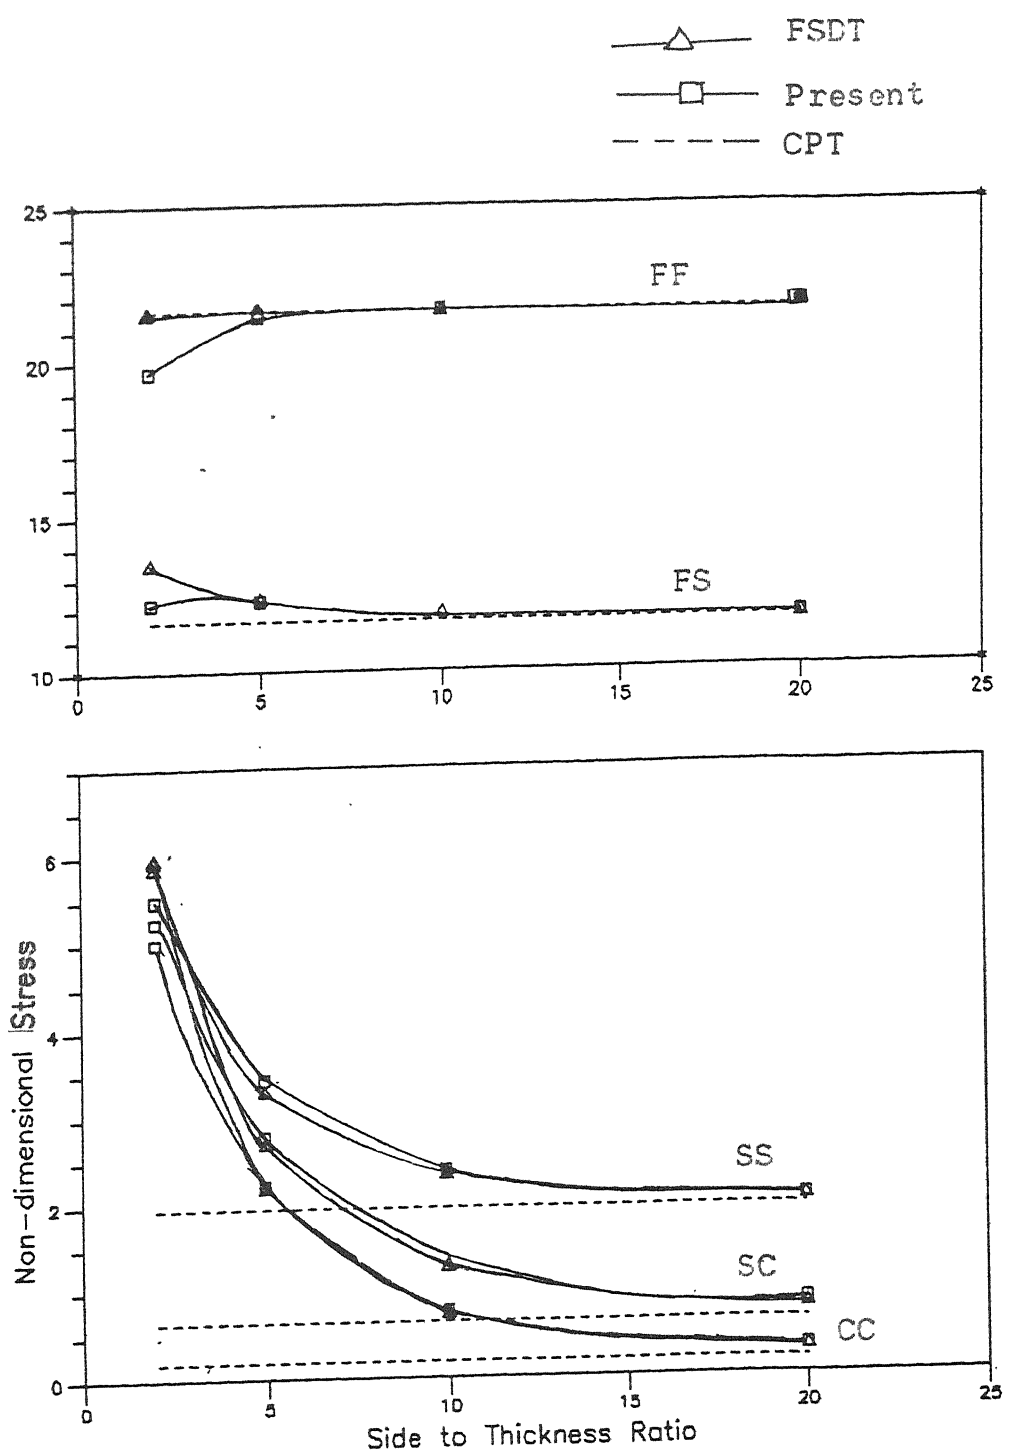 FSDT
Present
CPT
25
20
15
10
FF
FS
0 5 10 15 20 25
6
4
2
0
Non-dimensional Stress
SS
SC
CC
0 5 10 15 20 25
Side to Thickness Ratio